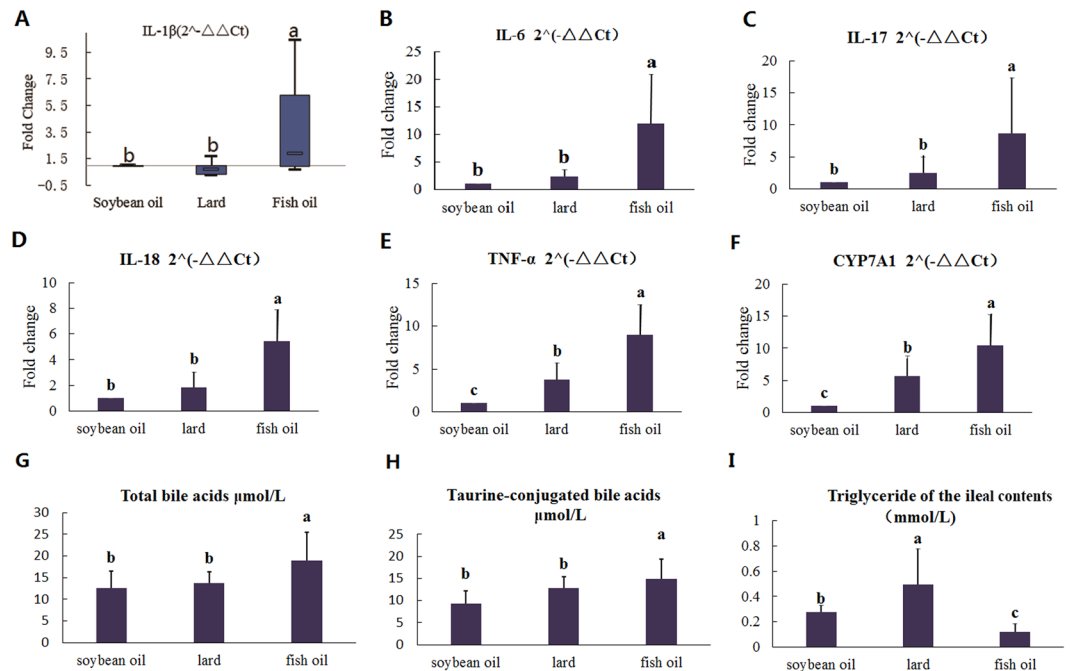 A
IL-1β(2^-△△Ct)
a
9.5
7.5
5.5
3.5
1.5
-0.5
Fold Change
b
b
Soybean oil Lard Fish oil
B
IL-6 2^(-△△Ct)
25
20
15
10
5
0
Fold change
b
b
a
soybean oil lard fish oil
C
IL-17 2^(-△△Ct)
20
15
10
5
0
Fold change
b
b
a
soybean oil lard fish oil
D
IL-18 2^(-△△Ct)
10
8
6
4
2
0
Fold change
b
b
a
soybean oil lard fish oil
E
TNF-α 2^(-△△Ct)
15
10
5
0
Fold change
c
b
a
soybean oil lard fish oil
F
CYP7A1 2^(-△△Ct)
20
15
10
5
0
Fold change
c
b
a
soybean oil lard fish oil
G
Total bile acids μmol/L
30
25
20
15
10
5
0
b
b
a
soybean oil lard fish oil
H
Taurine-conjugated bile acids
μmol/L
25
20
15
10
5
0
b
b
a
soybean oil lard fish oil
I
Triglyceride of the ileal contents
(mmol/L)
1
0.8
0.6
0.4
0.2
0
b
a
c
soybean oil lard fish oil